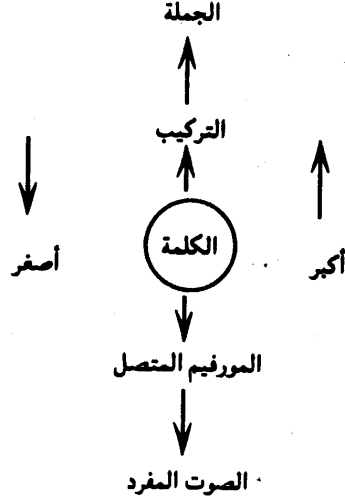 الجملة
التركيب
الكلمة
أكبر
أصغر
المورفيم المتصل
الصوت المفرد